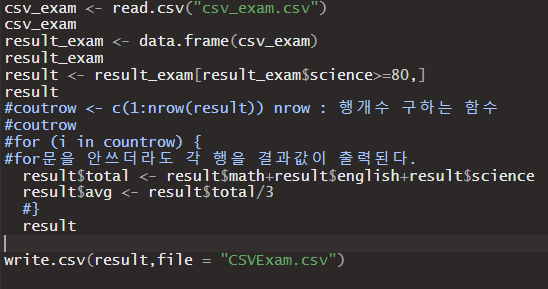 csv_exam <- read.csv("csv_exam.csv")
csv_exam
result_exam <- data.frame(csv_exam)
result_exam
result <- result_exam[result_exam$science>=80,]
result
#coutrow <- c(1:nrow(result)) nrow : 행개수 구하는 함수
#coutrow
#for (i in countrow) {
#for문을 안쓰더라도 각 행을 결과값이 출력된다.
  result$total <- result$math+result$english+result$science
  result$avg <- result$total/3
  #}
  result
write.csv(result,file = "CSVExam.csv")